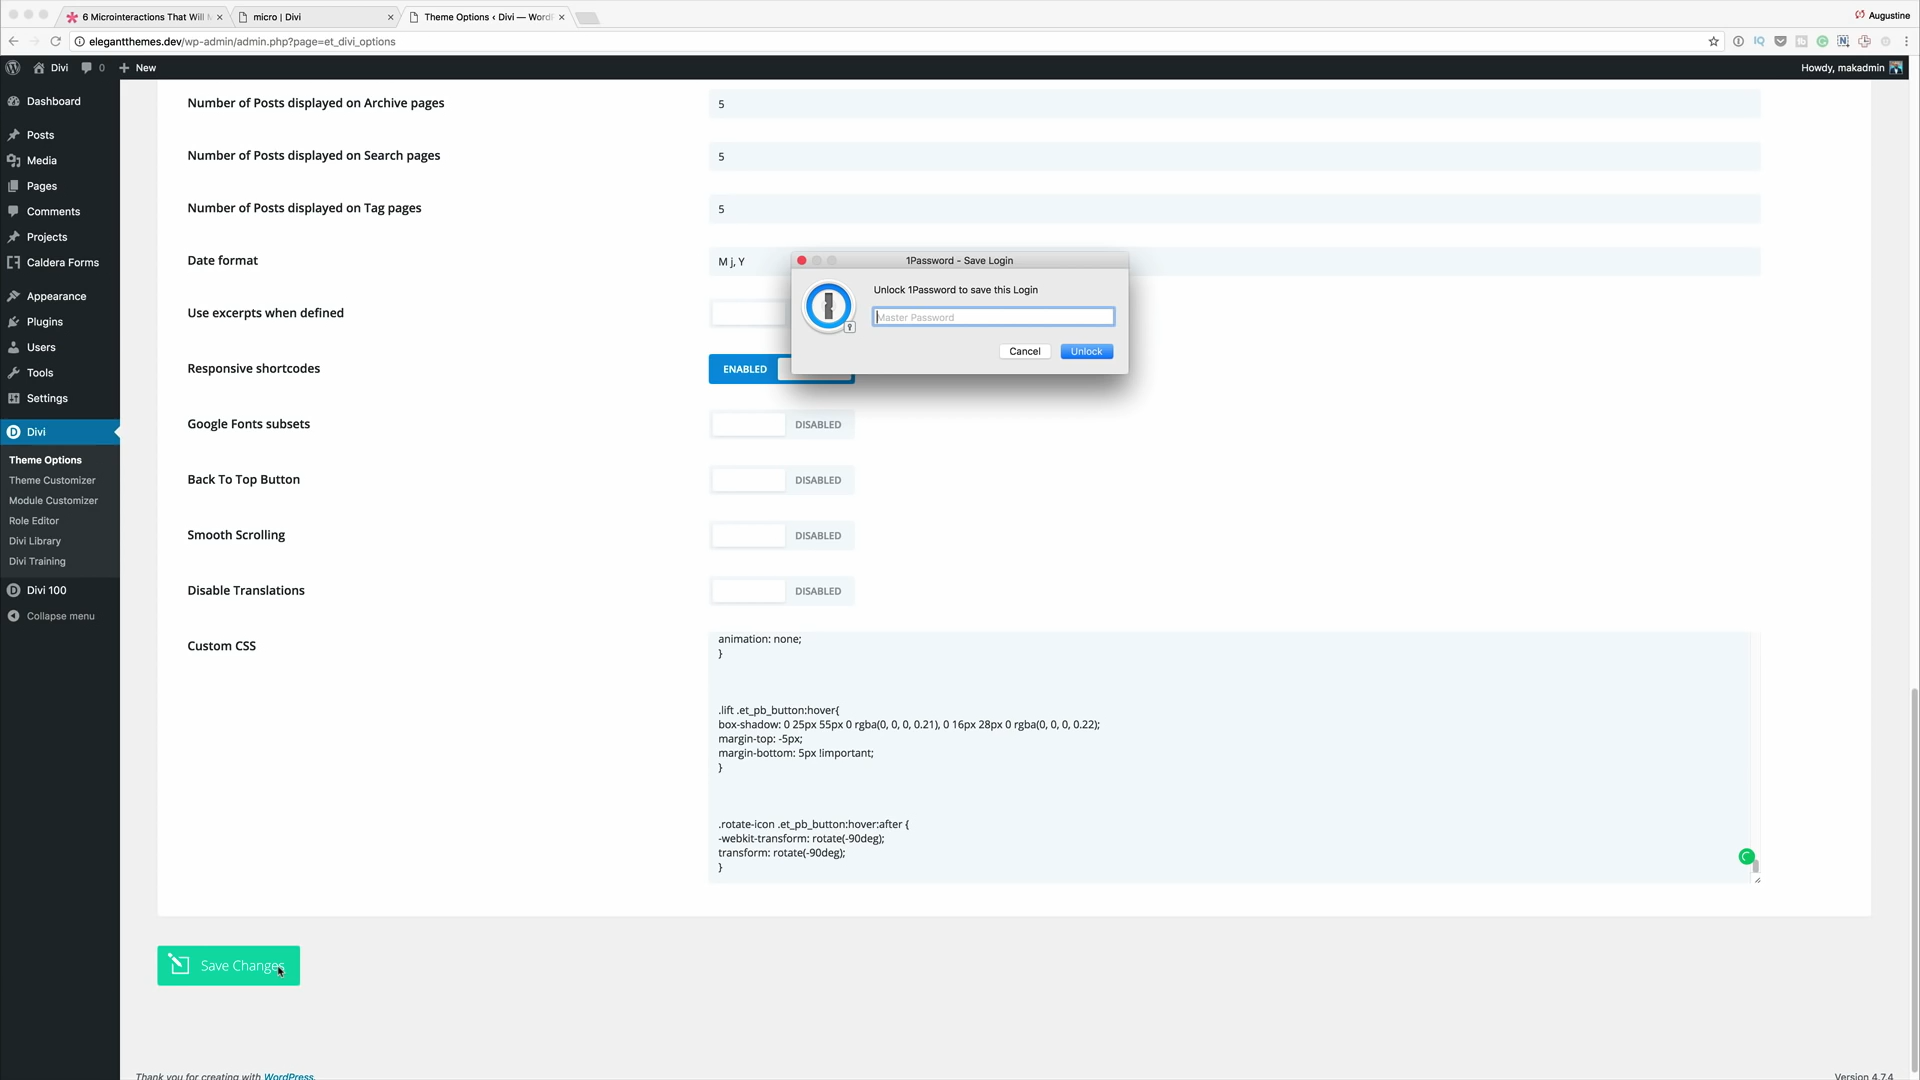 6 Microinteractions That Will
micro | Divi
Theme Options ‹ Divi — Word
Augustine
elegantthemes.dev/wp-admin/admin.php?page=et_divi_options
Divi
0
New
Howdy, makadmin
Dashboard
Posts
Media
Pages
Comments
Projects
Caldera Forms
Appearance
Plugins
Users
Tools
Settings
Divi
Theme Options
Theme Customizer
Module Customizer
Role Editor
Divi Library
Divi Training
Divi 100
Collapse menu
Number of Posts displayed on Archive pages
5
Number of Posts displayed on Search pages
5
Number of Posts displayed on Tag pages
5
Date format
M j, Y
Use excerpts when defined
Responsive shortcodes
ENABLED
Google Fonts subsets
DISABLED
Back To Top Button
DISABLED
Smooth Scrolling
DISABLED
Disable Translations
DISABLED
Custom CSS
animation: none;
}
.lift .et_pb_button:hover{
box-shadow: 0 25px 55px 0 rgba(0, 0, 0, 0.21), 0 16px 28px 0 rgba(0, 0, 0, 0.22);
margin-top: -5px;
margin-bottom: 5px !important;
}
.rotate-icon .et_pb_button:hover:after {
-webkit-transform: rotate(-90deg);
transform: rotate(-90deg);
}
1Password - Save Login
Unlock 1Password to save this Login
Master Password
Cancel
Unlock
Save Changes
Thank you for creating with WordPress.
Version 4.7.4